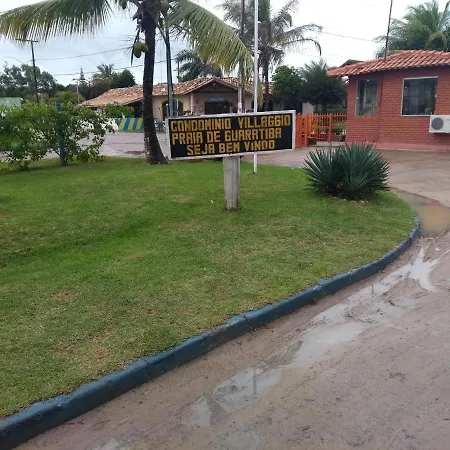 CONDOMINIO VILLAGGIO
PRAIA DE GUARATIBA
SEJA BEM VINDO